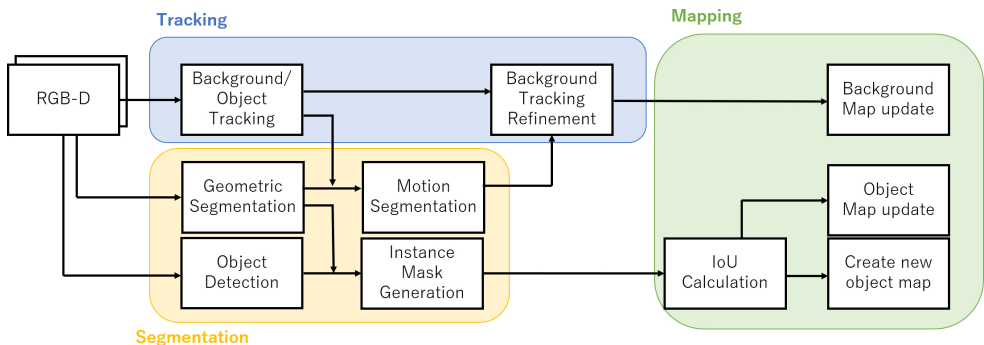 Tracking
Mapping
RGB-D
Background/
Object
Tracking
Background
Tracking
Refinement
Background
Map update
Geometric
Segmentation
Motion
Segmentation
Object
Map update
Object
Detection
Instance
Mask
Generation
IoU
Calculation
Create new
object map
Segmentation